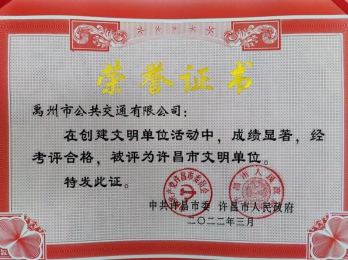 荣誉证书
禹州市公共交通有限公司：
在创建文明单位活动中，成绩显著，经
考评合格，被评为许昌市文明单位。
特发此证。
中共许昌市委 许昌市人民政府
二〇二二年三月